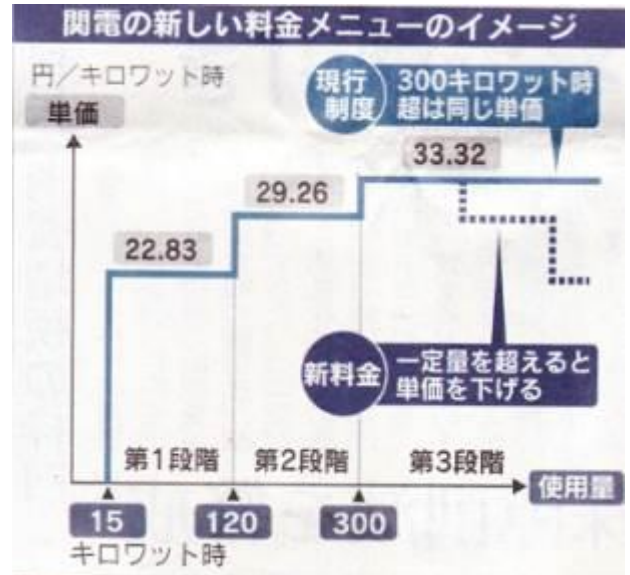 関電の新しい料金メニューのイメージ
円／キロワット時
単価
現行
制度
300キロワット時
超は同じ単価
33.32
29.26
22.83
新料金
一定量を超えると
単価を下げる
第1段階
第2段階
第3段階
使用量
15
120
300
キロワット時